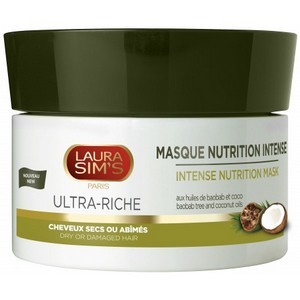 LAURA
SIM'S
PARIS
NOUVEAU
NEW
ULTRA-RICHE
CHEVEUX SECS OU ABÎMÉS
DRY OR DAMAGED HAIR
MASQUE NUTRITION INTENSE
INTENSE NUTRITION MASK
aux huiles de baobab et coco
baobab tree and coconut oils